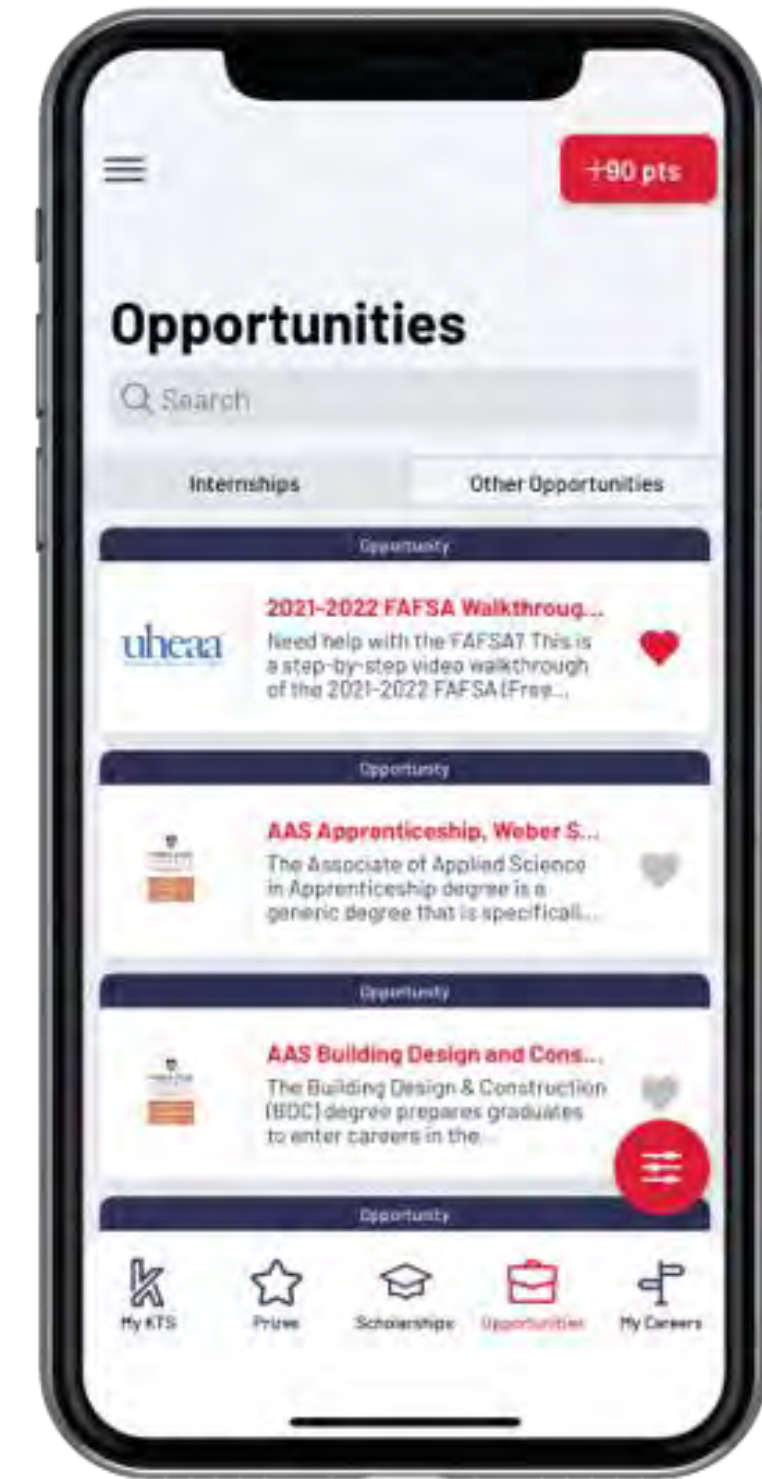 +90 pts
Opportunities
Search
Internships
Other Opportunities
Opportunity
2021-2022 FAFSA Walkthroug...
uheaa
Need help with the FAFSA? This is
a step-by-step video walkthrough
of the 2021-2022 FAFSA (Free...
Opportunity
AAS Apprenticeship, Weber S...
The Associate of Applied Science
in Apprenticeship degree is a
generic degree that is specificall...
Opportunity
AAS Building Design and Cons...
The Building Design & Construction
(BDC) degree prepares graduates
to enter careers in the...
Opportunity
My KTS
Prizes
Scholarships
Opportunities
My Careers